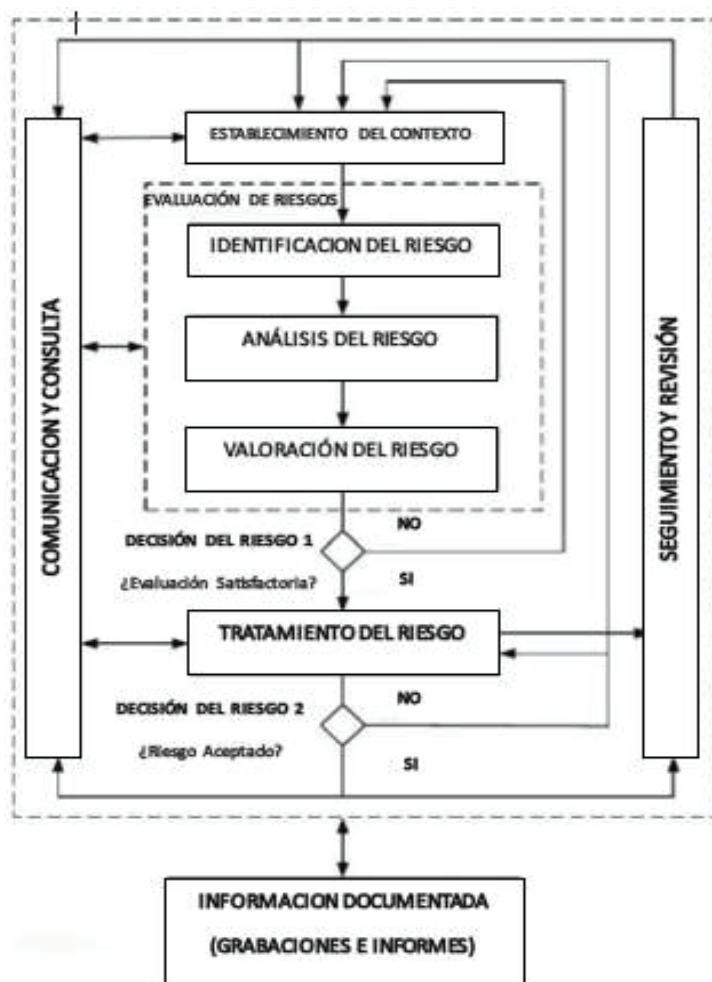 ESTABLECIMIENTO DEL CONTEXTO
EVALUACIÓN DE RIESGOS
IDENTIFICACION DEL RIESGO
ANÁLISIS DEL RIESGO
VALORACIÓN DEL RIESGO
COMUNICACION Y CONSULTA
SEGUIMIENTO Y REVISIÓN
NO
DECISIÓN DEL RIESGO 1
¿Evaluación Satisfactoria?
SI
TRATAMIENTO DEL RIESGO
NO
DECISIÓN DEL RIESGO 2
¿Riesgo Aceptado?
SI
INFORMACION DOCUMENTADA
(GRABACIONES E INFORMES)